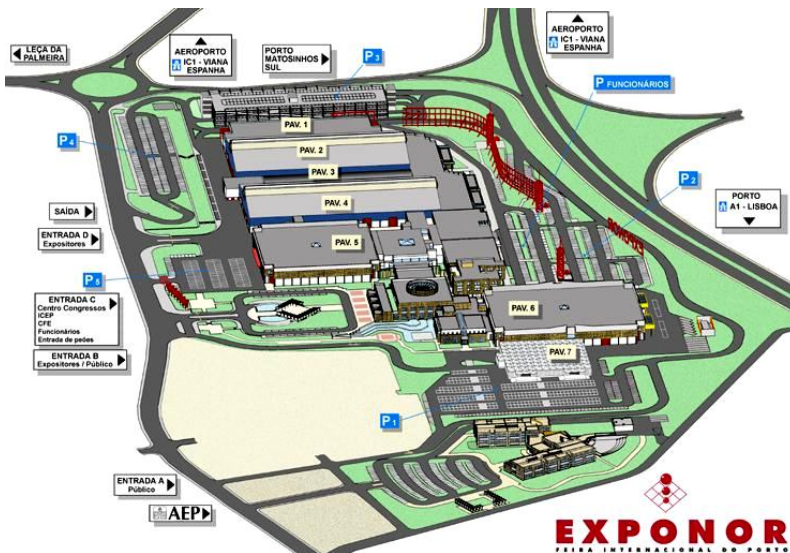 LEÇA DA
PALMEIRA
AEROPORTO
IC1 - VIANA
ESPANHA
PORTO
MATOSINHOS
SUL
P3
AEROPORTO
IC1 - VIANA
ESPANHA
P FUNCIONÁRIOS
PAV. 1
PAV. 2
PAV. 3
PAV. 4
PAV. 5
P4
P2
PORTO
A1 - LISBOA
SAÍDA
ENTRADA D
Expositores
P5
EXPONOR
ENTRADA C
Centro Congressos
ICEP
CFE
Funcionários
Entrada de peões
ENTRADA B
Expositores / Público
PAV. 6
PAV. 7
P1
ENTRADA A
Público
AEP
EXPONOR
FEIRA INTERNACIONAL DO PORTO